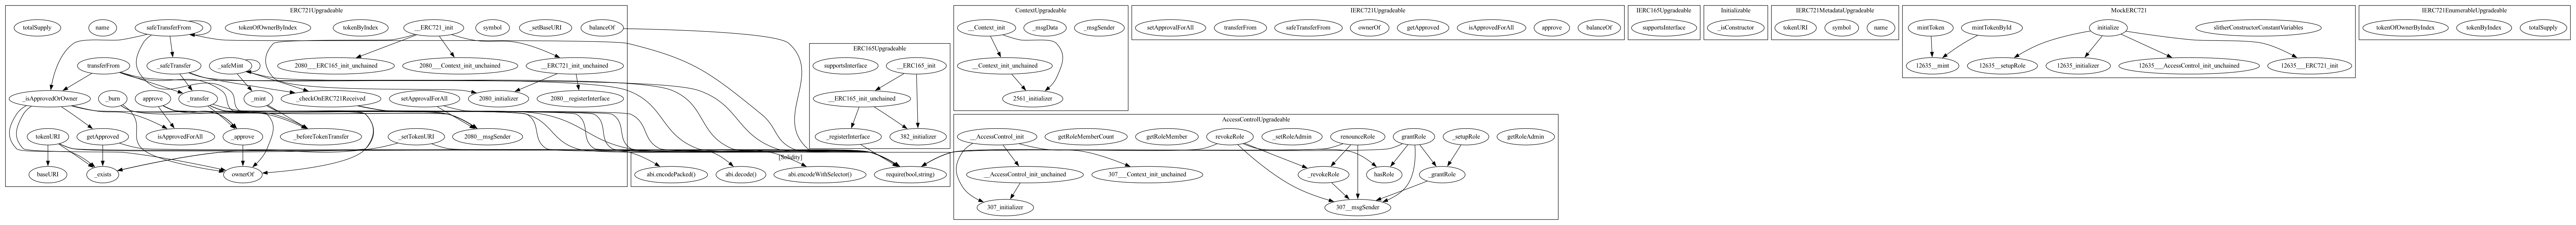 ERC721Upgradeable
totalSupply
name
safeTransferFrom
tokenOfOwnerByIndex
tokenByIndex
__ERC721_init
symbol
_setBaseURI
balanceOf
transferFrom
_safeTransfer
_safeMint
2080___ERC165_init_unchained
2080___Context_init_unchained
__ERC721_init_unchained
_isApprovedOrOwner
_burn
approve
_transfer
_mint
_checkOnERC721Received
setApprovalForAll
2080_initializer
2080__registerInterface
tokenURI
getApproved
isApprovedForAll
_approve
_beforeTokenTransfer
_setTokenURI
2080__msgSender
baseURI
_exists
ownerOf
ERC165Upgradeable
supportsInterface
__ERC165_init
__ERC165_init_unchained
_registerInterface
382_initializer
[Solidity]
abi.encodePacked()
abi.decode()
abi.encodeWithSelector()
require(bool,string)
ContextUpgradeable
__Context_init
_msgData
_msgSender
__Context_init_unchained
2561_initializer
AccessControlUpgradeable
__AccessControl_init
getRoleMemberCount
getRoleMember
revokeRole
_setRoleAdmin
renounceRole
grantRole
_setupRole
getRoleAdmin
__AccessControl_init_unchained
307___Context_init_unchained
_revokeRole
hasRole
_grantRole
307_initializer
307__msgSender
IERC721Upgradeable
setApprovalForAll
transferFrom
safeTransferFrom
ownerOf
getApproved
isApprovedForAll
approve
balanceOf
IERC165Upgradeable
supportsInterface
Initializable
_isConstructor
IERC721MetadataUpgradeable
tokenURI
symbol
name
MockERC721
mintToken
mintTokenById
initialize
slitherConstructorConstantVariables
12635__mint
12635__setupRole
12635_initializer
12635___AccessControl_init_unchained
12635___ERC721_init
IERC721EnumerableUpgradeable
tokenOfOwnerByIndex
tokenByIndex
totalSupply